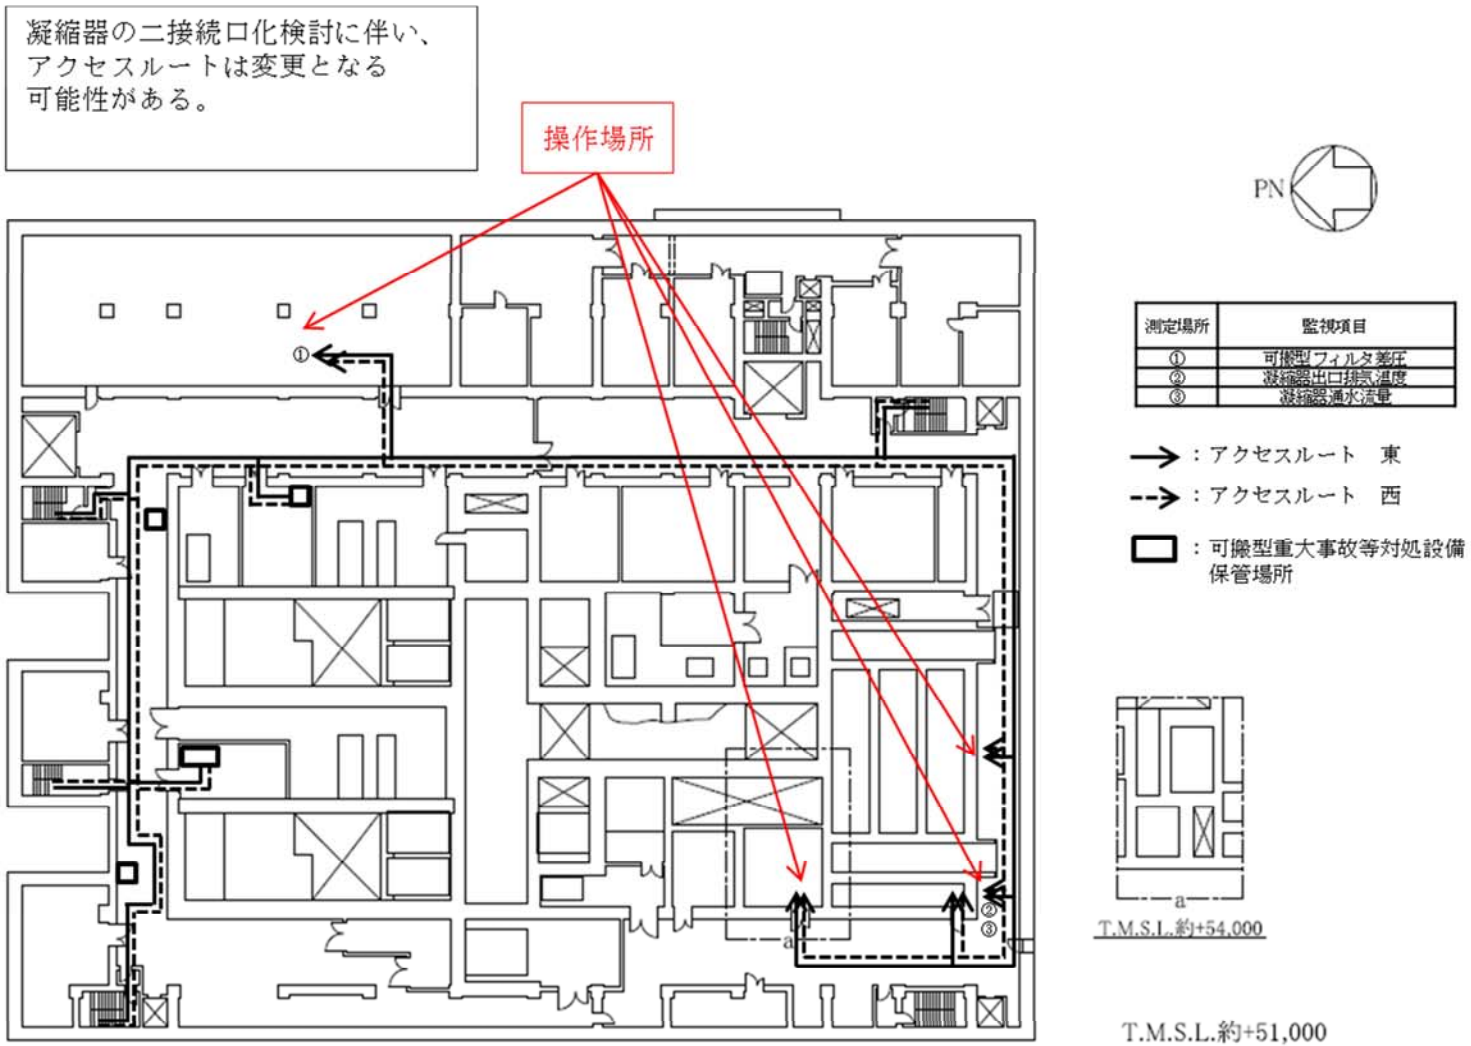 凝縮器の二接続口化検討に伴い、
アクセスルートは変更となる
可能性がある。
操作場所
PN
測定場所 監視項目
① 可搬型フィルタ差圧
② 凝縮器出口排気温度
③ 凝縮器通水流量
：アクセスルート　東
：アクセスルート　西
：可搬型重大事故等対処設備
保管場所
①
②
③
a
a
T.M.S.L.約+54,000
T.M.S.L.約+51,000